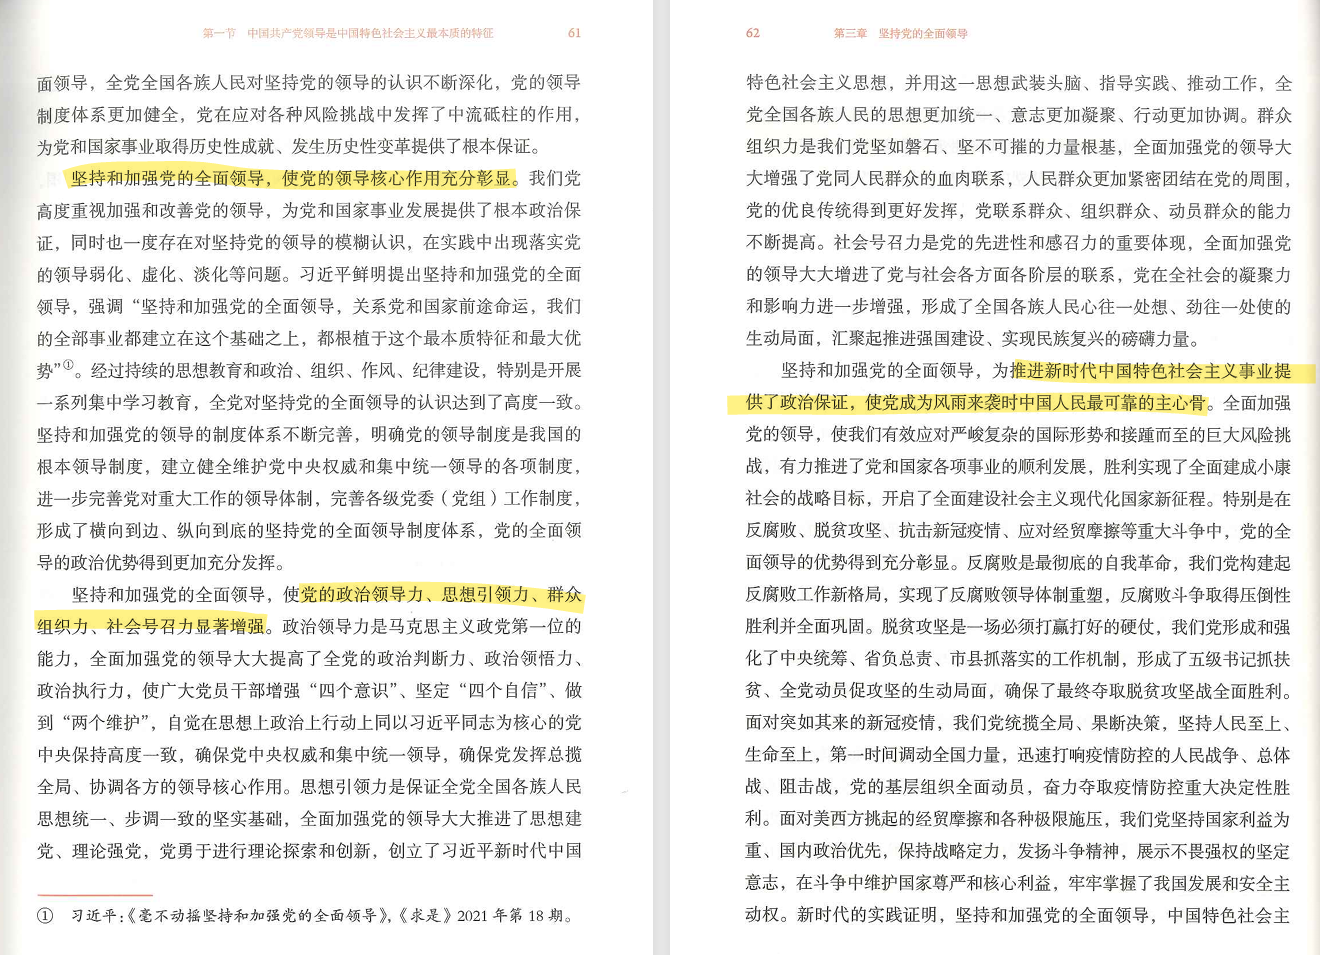 第一节 中国共产党领导是中国特色社会主义最本质的特征 61
面领导，全党全国各族人民对坚持党的领导的认识不断深化，党的领导
制度体系更加健全，党在应对各种风险挑战中发挥了中流砥柱的作用，
为党和国家事业取得历史性成就、发生历史性变革提供了根本保证。
坚持和加强党的全面领导，使党的领导核心作用充分彰显。我们党
高度重视加强和改善党的领导，为党和国家事业发展提供了根本政治保
证，同时也一度存在对坚持党的领导的模糊认识，在实践中出现落实党
的领导弱化、虚化、淡化等问题。习近平鲜明提出坚持和加强党的全面
领导，强调“坚持和加强党的全面领导，关系党和国家前途命运，我们
的全部事业都建立在这个基础之上，都根植于这个最本质特征和最大优
势”①。经过持续的思想教育和政治、组织、作风、纪律建设，特别是开展
一系列集中学习教育，全党对坚持党的全面领导的认识达到了高度一致。
坚持和加强党的领导的制度体系不断完善，明确党的领导制度是我国的
根本领导制度，建立健全维护党中央权威和集中统一领导的各项制度，
进一步完善党对重大工作的领导体制，完善各级党委（党组）工作制度，
形成了横向到边、纵向到底的坚持党的全面领导制度体系，党的全面领
导的政治优势得到更加充分发挥。
坚持和加强党的全面领导，使党的政治领导力、思想引领力、群众
组织力、社会号召力显著增强。政治领导力是马克思主义政党第一位的
能力，全面加强党的领导大大提高了全党的政治判断力、政治领悟力、
政治执行力，使广大党员干部增强“四个意识”、坚定“四个自信”、做
到“两个维护”，自觉在思想上政治上行动上同以习近平同志为核心的党
中央保持高度一致，确保党中央权威和集中统一领导，确保党发挥总揽
全局、协调各方的领导核心作用。思想引领力是保证全党全国各族人民
思想统一、步调一致的坚实基础，全面加强党的领导大大推进了思想建
党、理论强党，党勇于进行理论探索和创新，创立了习近平新时代中国
① 习近平：《毫不动摇坚持和加强党的全面领导》，《求是》2021 年第 18 期。
62 第三章 坚持党的全面领导
特色社会主义思想，并用这一思想武装头脑、指导实践、推动工作，全
党全国各族人民的思想更加统一、意志更加凝聚、行动更加协调。群众
组织力是我们党坚如磐石、坚不可摧的力量根基，全面加强党的领导大
大增强了党同人民群众的血肉联系，人民群众更加紧密团结在党的周围，
党的优良传统得到更好发挥，党联系群众、组织群众、动员群众的能力
不断提高。社会号召力是党的先进性和感召力的重要体现，全面加强党
的领导大大增进了党与社会各方面各阶层的联系，党在全社会的凝聚力
和影响力进一步增强，形成了全国各族人民心往一处想、劲往一处使的
生动局面，汇聚起推进强国建设、实现民族复兴的磅礴力量。
坚持和加强党的全面领导，为推进新时代中国特色社会主义事业提
供了政治保证，使党成为风雨来袭时中国人民最可靠的主心骨。全面加强
党的领导，使我们有效应对严峻复杂的国际形势和接踵而至的巨大风险挑
战，有力推进了党和国家各项事业的顺利发展，胜利实现了全面建成小康
社会的战略目标，开启了全面建设社会主义现代化国家新征程。特别是在
反腐败、脱贫攻坚、抗击新冠疫情、应对经贸摩擦等重大斗争中，党的全
面领导的优势得到充分彰显。反腐败是最彻底的自我革命，我们党构建起
反腐败工作新格局，实现了反腐败领导体制重塑，反腐败斗争取得压倒性
胜利并全面巩固。脱贫攻坚是一场必须打赢打好的硬仗，我们党形成和强
化了中央统筹、省负总责、市县抓落实的工作机制，形成了五级书记抓扶
贫、全党动员促攻坚的生动局面，确保了最终夺取脱贫攻坚战全面胜利。
面对突如其来的新冠疫情，我们党统揽全局、果断决策，坚持人民至上、
生命至上，第一时间调动全国力量，迅速打响疫情防控的人民战争、总体
战、阻击战，党的基层组织全面动员，奋力夺取疫情防控重大决定性胜
利。面对美西方挑起的经贸摩擦和各种极限施压，我们党坚持国家利益为
重、国内政治优先，保持战略定力，发扬斗争精神，展示不畏强权的坚定
意志，在斗争中维护国家尊严和核心利益，牢牢掌握了我国发展和安全主
动权。新时代的实践证明，坚持和加强党的全面领导，中国特色社会主